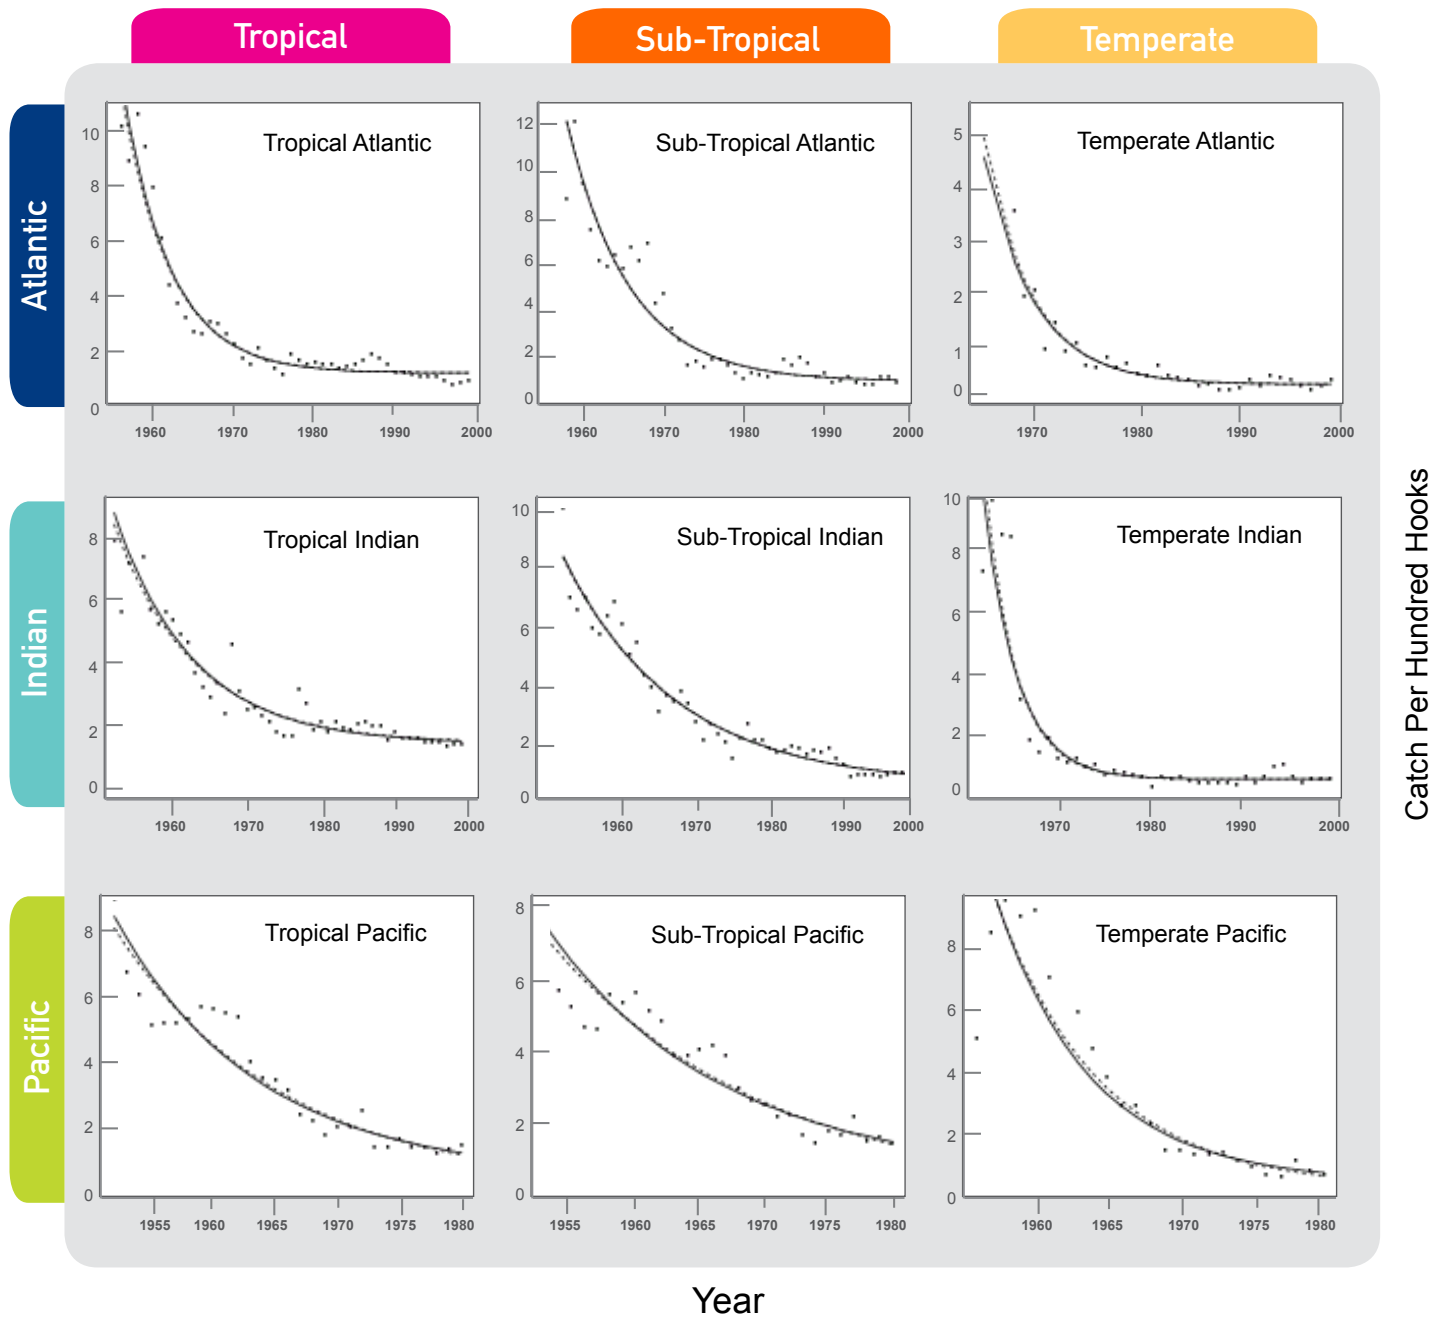 Tropical
Sub-Tropical
Temperate
Atlantic
Tropical Atlantic
10
8
6
4
2
0
1960 1970 1980 1990 2000
Sub-Tropical Atlantic
12
10
8
6
4
2
0
1960 1970 1980 1990 2000
Temperate Atlantic
5
4
3
2
1
0
1970 1980 1990 2000
Indian
Tropical Indian
8
6
4
2
0
1960 1970 1980 1990 2000
Sub-Tropical Indian
10
8
6
4
2
0
1960 1970 1980 1990 2000
Temperate Indian
10
8
6
4
2
0
1970 1980 1990 2000
Pacific
Tropical Pacific
8
6
4
2
0
1955 1960 1965 1970 1975 1980
Sub-Tropical Pacific
8
6
4
2
0
1955 1960 1965 1970 1975 1980
Temperate Pacific
8
6
4
2
0
1960 1965 1970 1975 1980
Catch Per Hundred Hooks
Year